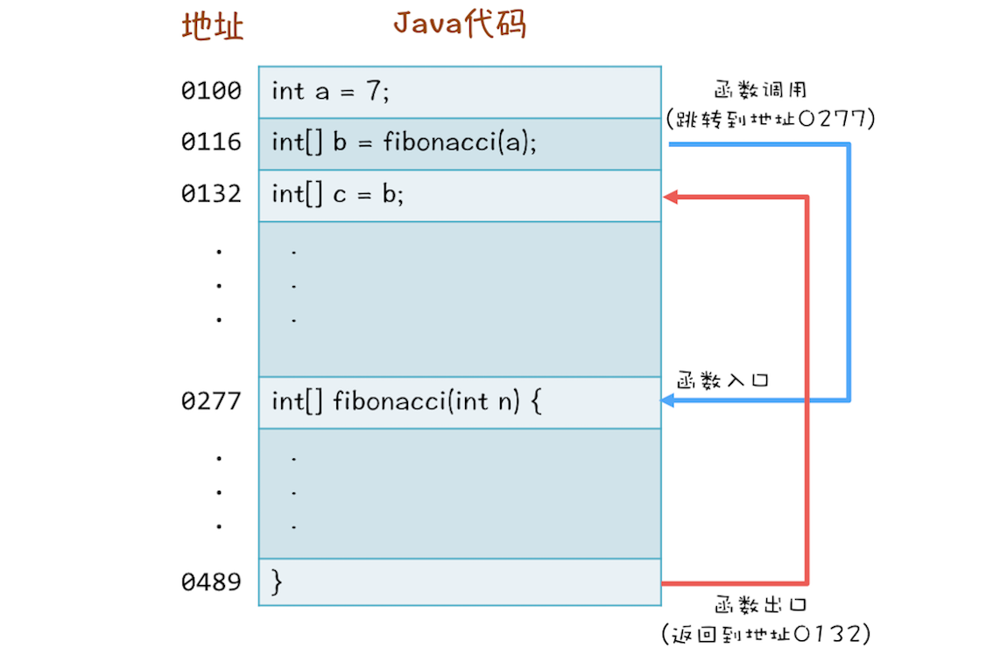 地址 Java代码
0100 int a = 7;
函数调用
(跳转到地址0277)
0116 int[] b = fibonacci(a);
0132 int[] c = b;
. .
. .
. .
函数入口
0277 int[] fibonacci(int n) {
. .
. .
. .
0489 }
函数出口
(返回到地址0132)